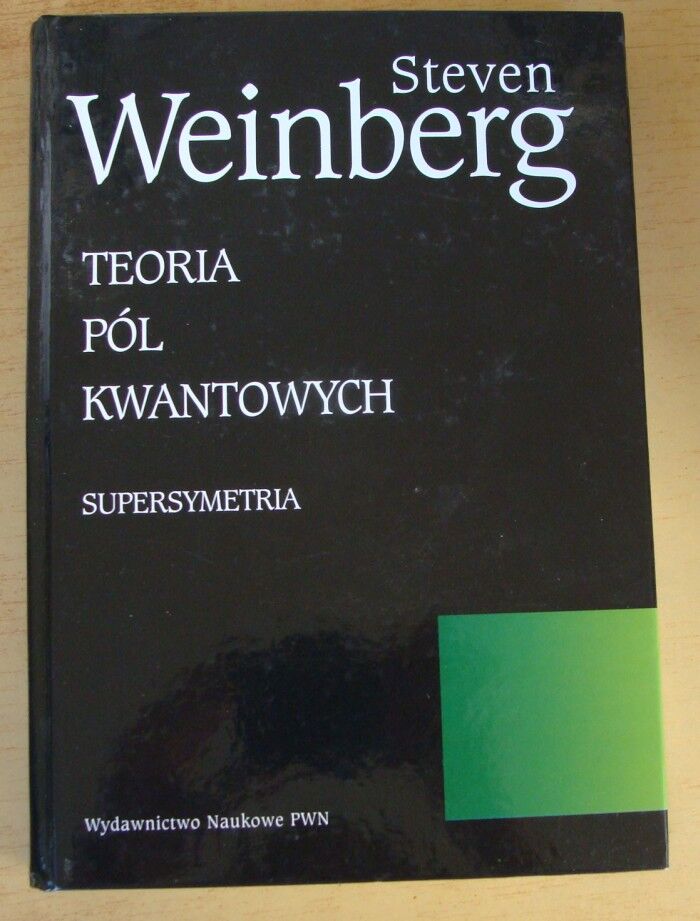 Steven
Weinberg
TEORIA
PÓL
KWANTOWYCH
SUPERSYMETRIA
Wydawnictwo Naukowe PWN